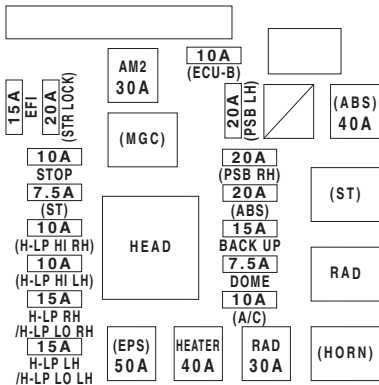 10A
(ECU-B)
AM2
30A
15A
EFI
20A
(STR LOCK)
20A
(PSB LH)
(ABS)
40A
(MGC)
10A
STOP
20A
(PSB RH)
7.5A
(ST)
20A
(ABS)
(ST)
10A
(H-LP HI RH)
15A
BACK UP
HEAD
10A
(H-LP HI LH)
7.5A
DOME
RAD
15A
H-LP RH
/H-LP LO RH
10A
(A/C)
15A
H-LP LH
/H-LP LO LH
(EPS)
50A
HEATER
40A
RAD
30A
(HORN)